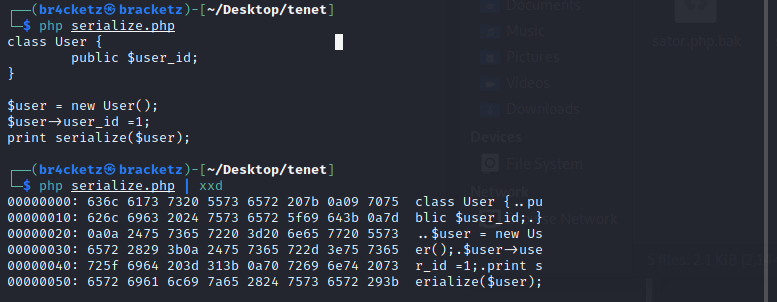 ┌──(br4cketz㉿bracketz)-[~/Desktop/tenet]
└─$ php serialize.php
class User {
        public $user_id;
}

$user = new User();
$user->user_id =1;
print serialize($user);

┌──(br4cketz㉿bracketz)-[~/Desktop/tenet]
└─$ php serialize.php | xxd
00000000: 636c 6173 7320 5573 6572 207b 0a09 7075  class User {..pu
00000010: 626c 6963 2024 7573 6572 5f69 643b 0a7d  blic $user_id;.}
00000020: 0a0a 2475 7365 7220 3d20 6e65 7720 5573  ..$user = new Us
00000030: 6572 2829 3b0a 2475 7365 722d 3e75 7365  er();.$user->use
00000040: 725f 6964 203d 313b 0a70 7269 6e74 2073  r_id =1;.print s
00000050: 6572 6961 6c69 7a65 2824 7573 6572 293b  erialize($user);
Documents
Music
Pictures
Videos
Downloads
Devices
File System
Network
Network
sator.php.bak